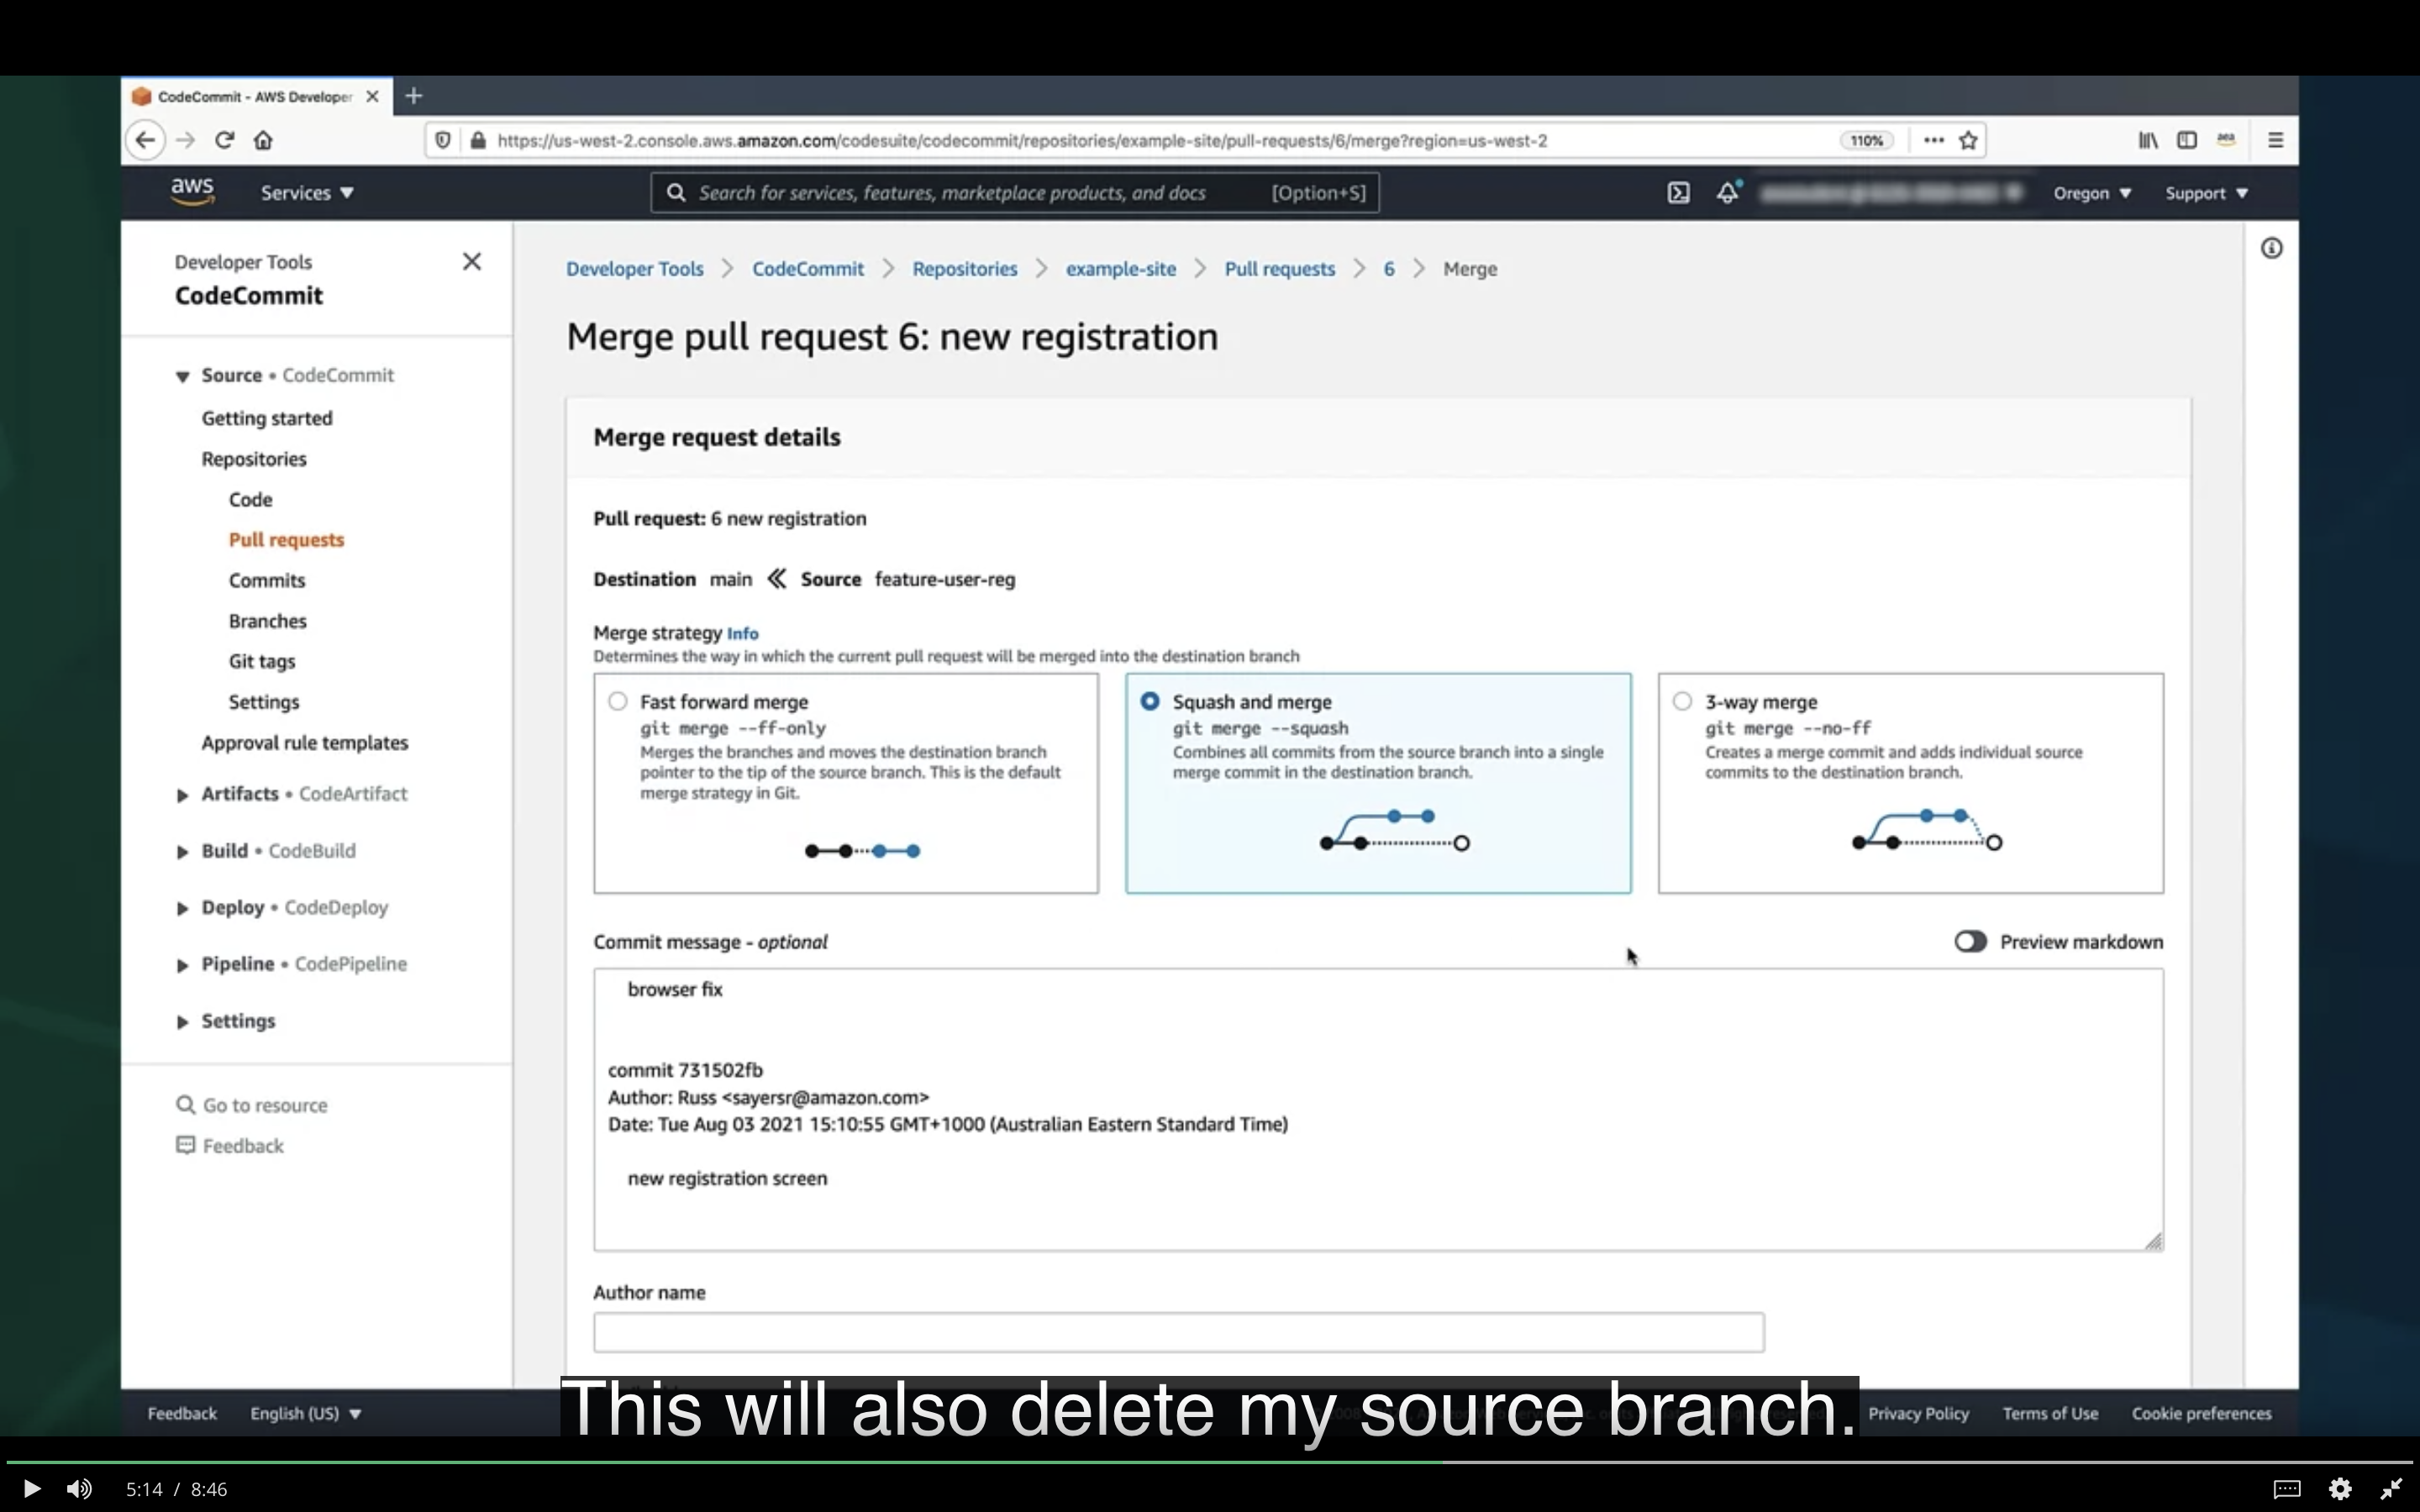 CodeCommit - AWS Developer
https://us-west-2.console.aws.amazon.com/codesuite/codecommit/repositories/example-site/pull-requests/6/merge?region=us-west-2
110%
aws
Services
Search for services, features, marketplace products, and docs
[Option+S]
Oregon
Support
Developer Tools
CodeCommit
Source • CodeCommit
Getting started
Repositories
Code
Pull requests
Commits
Branches
Git tags
Settings
Approval rule templates
Artifacts • CodeArtifact
Build • CodeBuild
Deploy • CodeDeploy
Pipeline • CodePipeline
Settings
Go to resource
Feedback
Developer Tools > CodeCommit > Repositories > example-site > Pull requests > 6 > Merge
Merge pull request 6: new registration
Merge request details
Pull request: 6 new registration
Destination main « Source feature-user-reg
Merge strategy Info
Determines the way in which the current pull request will be merged into the destination branch
Fast forward merge
git merge --ff-only
Merges the branches and moves the destination branch
pointer to the tip of the source branch. This is the default
merge strategy in Git.
Squash and merge
git merge --squash
Combines all commits from the source branch into a single
merge commit in the destination branch.
3-way merge
git merge --no-ff
Creates a merge commit and adds individual source
commits to the destination branch.
Commit message - optional
Preview markdown
browser fix
commit 731502fb
Author: Russ <sayersr@amazon.com>
Date: Tue Aug 03 2021 15:10:55 GMT+1000 (Australian Eastern Standard Time)
new registration screen
Author name
Feedback
English (US)
This will also delete my source branch.
Privacy Policy
Terms of Use
Cookie preferences
5:14 / 8:46